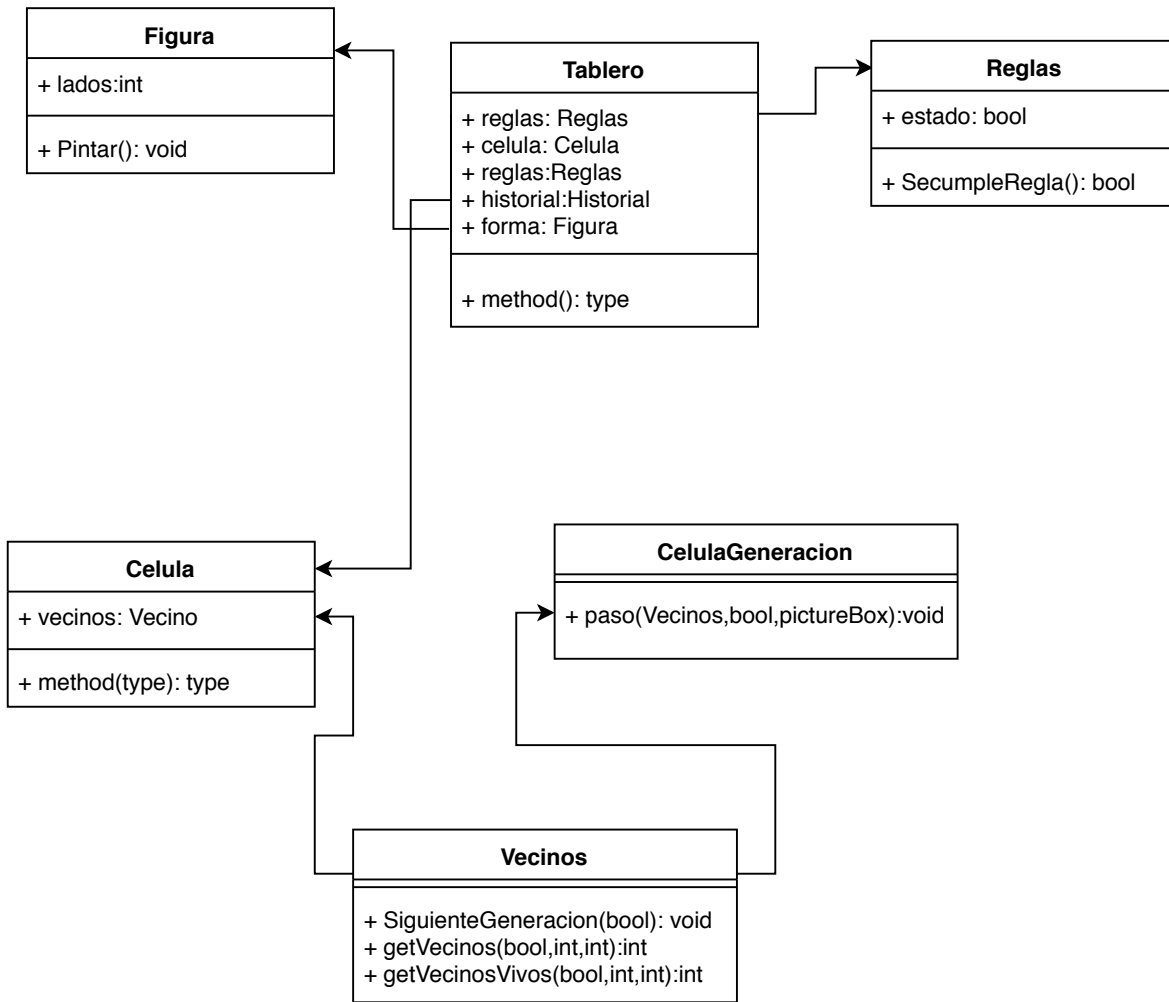 Figura
+ lados:int
+ Pintar(): void
Tablero
+ reglas: Reglas
+ celula: Celula
+ reglas:Reglas
+ historial:Historial
+ forma: Figura
+ method(): type
Reglas
+ estado: bool
+ SecumpleRegla(): bool
Celula
+ vecinos: Vecino
+ method(type): type
CelulaGeneracion
+ paso(Vecinos,bool,pictureBox):void
Vecinos
+ SiguienteGeneracion(bool): void
+ getVecinos(bool,int,int):int
+ getVecinosVivos(bool,int,int):int